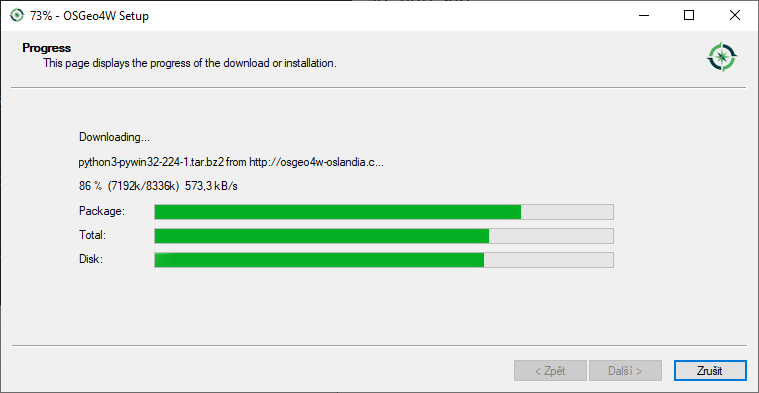 73% - OSGeo4W Setup
Progress
This page displays the progress of the download or installation.
Downloading...
python3-pywin32-224-1.tar.bz2 from http://osgeo4w-oslandia.c...
86 % (7192k/8336k) 573,3 kB/s
Package:
Total:
Disk:
< Zpět
Další >
Zrušit